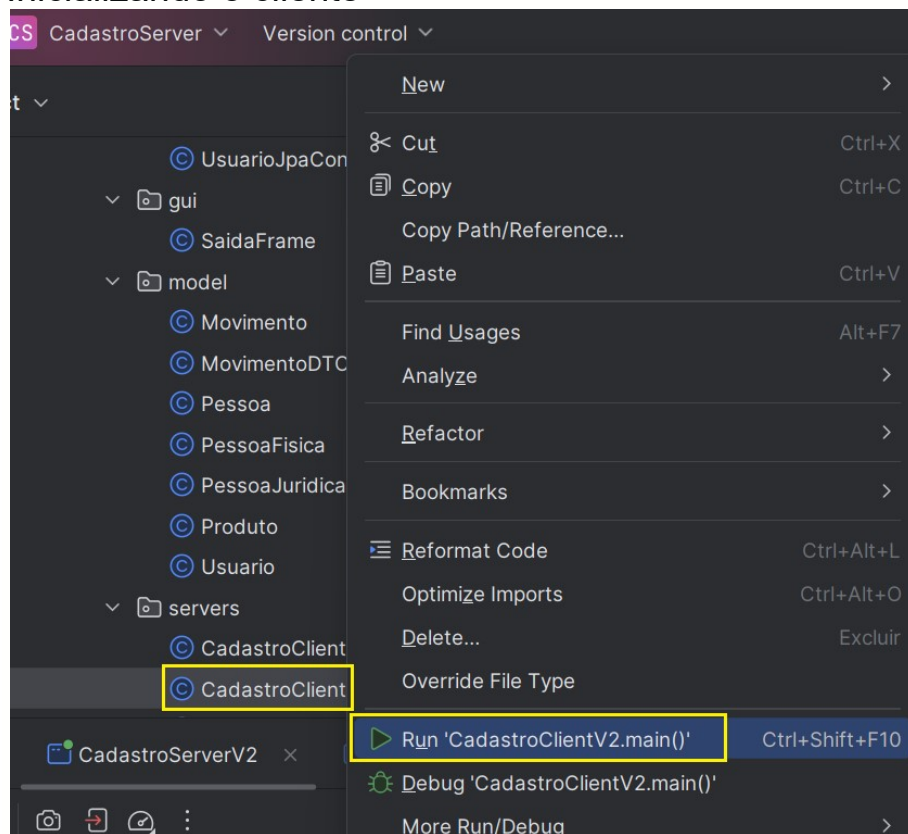 CS CadastroServer Version control
New
Cut Ctrl+X
UsuarioJpaCon
Copy Ctrl+C
gui
Copy Path/Reference...
SaidaFrame
Paste Ctrl+V
model
Movimento
Find Usages Alt+F7
MovimentoDTO
Analyze
Pessoa
Refactor
PessoaFisica
PessoaJuridica
Bookmarks
Produto
Reformat Code Ctrl+Alt+L
Usuario
Optimize Imports Ctrl+Alt+O
servers
Delete... Excluir
CadastroClient
Override File Type
CadastroClient
Run 'CadastroClientV2.main()' Ctrl+Shift+F10
CadastroServerV2
Debug 'CadastroClientV2.main()'
More Run/Debug